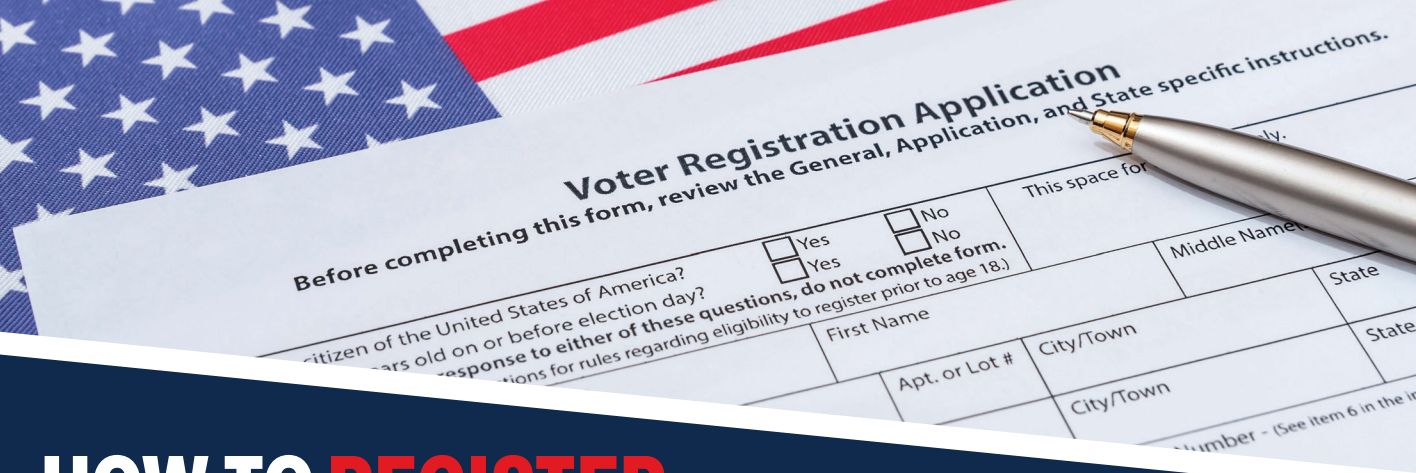 Voter Registration Application
Before completing this form, review the General, Application, and State specific instructions.
citizen of the United States of America? Yes No
This space for
old on or before election day? Yes No
response to either of these questions, do not complete form.
for rules regarding eligibility to register prior to age 18.)
First Name
Middle Name
Apt. or Lot #
City/Town
State
City/Town
State
Number - (See item 6 in the
HOW TO REGISTER